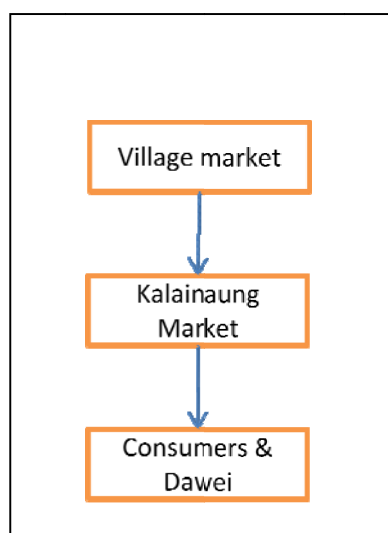 Village market
Kalainaung
Market
Consumers &
Dawei